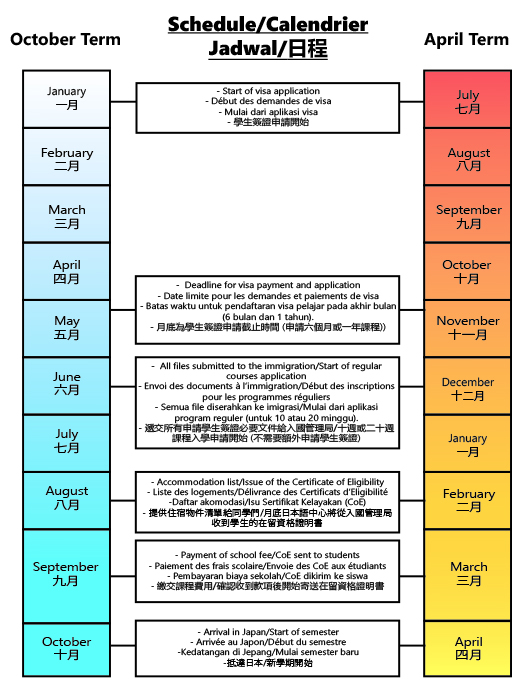 Schedule/Calendrier
Jadwal/日程
October Term
April Term
January
一月
February
二月
March
三月
April
四月
May
五月
June
六月
July
七月
August
八月
September
九月
October
十月
- Start of visa application
- Début des demandes de visa
- Mulai dari aplikasi visa
- 學生簽證申請開始
- Deadline for visa payment and application
- Date limite pour les demandes et paiements de visa
- Batas waktu untuk pendaftaran visa pelajar pada akhir bulan
(6 bulan dan 1 tahun).
- 月底為學生簽證申請截止時間 (申請六個月或一年課程))
- All files submitted to the immigration/Start of regular
courses application
- Envoi des documents à l'immigration/Début des inscriptions
pour les programmes réguliers
- Semua file diserahkan ke imigrasi/Mulai dari aplikasi
program reguler (untuk 10 atau 20 minggu).
- 遞交所有申請學生簽證必要文件給入國管理局/十週或二十週
課程入學申請開始 (不需要額外申請學生簽證)
- Accommodation list/Issue of the Certificate of Eligibility
- Liste des logements/Délivrance des Certificats d'Eligibilité
-Daftar akomodasi/Isu Sertifikat Kelayakan (CoE)
- 提供住宿物件清單給同學們/月底日本語中心將從入國管理局
收到學生的在留資格證明書
- Payment of school fee/CoE sent to students
- Paiement des frais scolaire/Envoie des CoE aux étudiants
- Pembayaran biaya sekolah/CoE dikirim ke siswa
- 繳交課程費用/確認收到款項後開始寄送在留資格證明書
- Arrival in Japan/Start of semester
- Arrivée au Japon/Début du semestre
-Kedatangan di Jepang/Mulai semester baru
-抵達日本/新學期開始
July
七月
August
八月
September
九月
October
十月
November
十一月
December
十二月
January
一月
February
二月
March
三月
April
四月